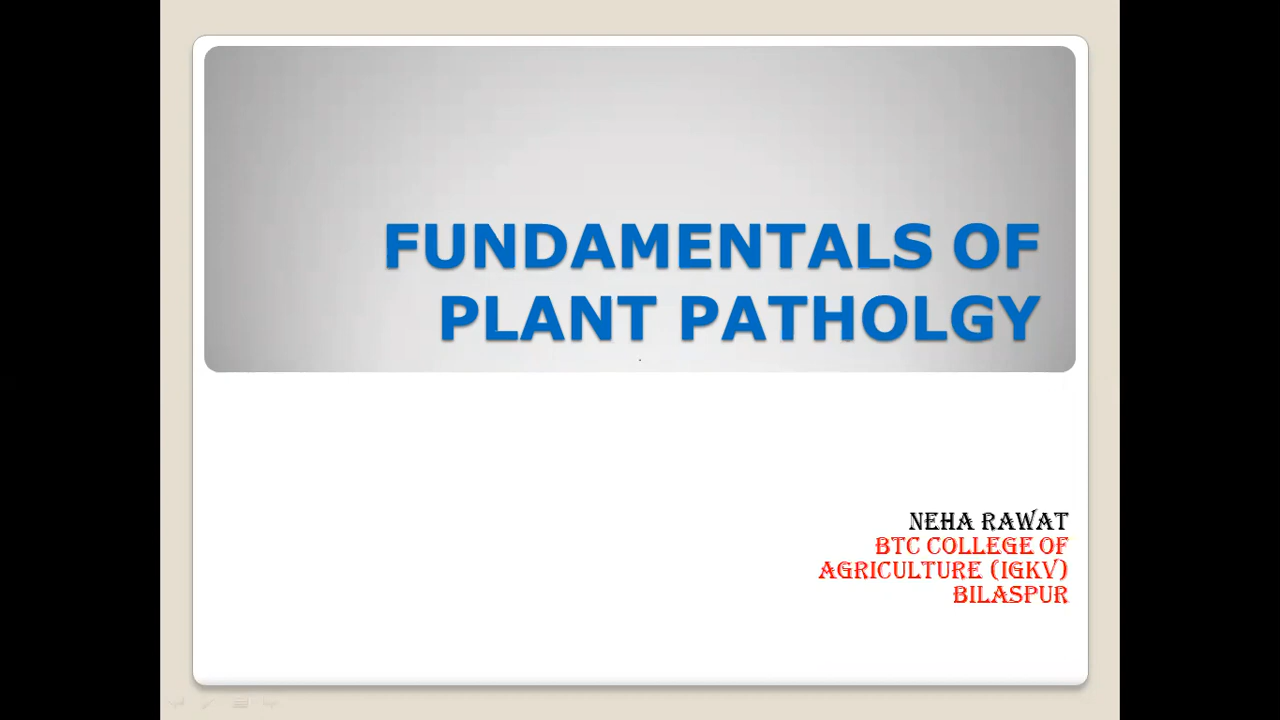 FUNDAMENTALS OF
PLANT PATHOLGY
NEHA RAWAT
BTC COLLEGE OF
AGRICULTURE (IGKV)
BILASPUR